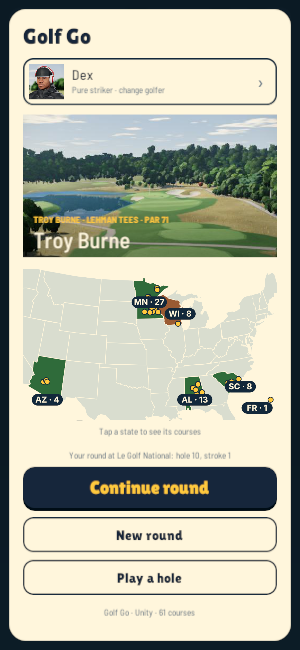 Golf Go
Dex
Pure striker · change golfer
›
TROY BURNE · LEHMAN TEES · PAR 71
Troy Burne
MN · 27
WI · 8
AZ · 4
AL · 13
SC · 8
FR · 1
Tap a state to see its courses
Your round at Le Golf National: hole 10, stroke 1
Continue round
New round
Play a hole
Golf Go · Unity · 61 courses